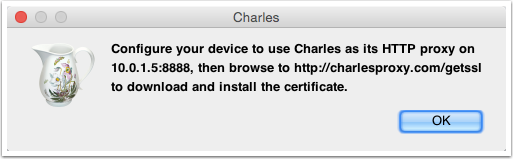 Charles
Configure your device to use Charles as its HTTP proxy on
10.0.1.5:8888, then browse to http://charlesproxy.com/getssl
to download and install the certificate.
OK